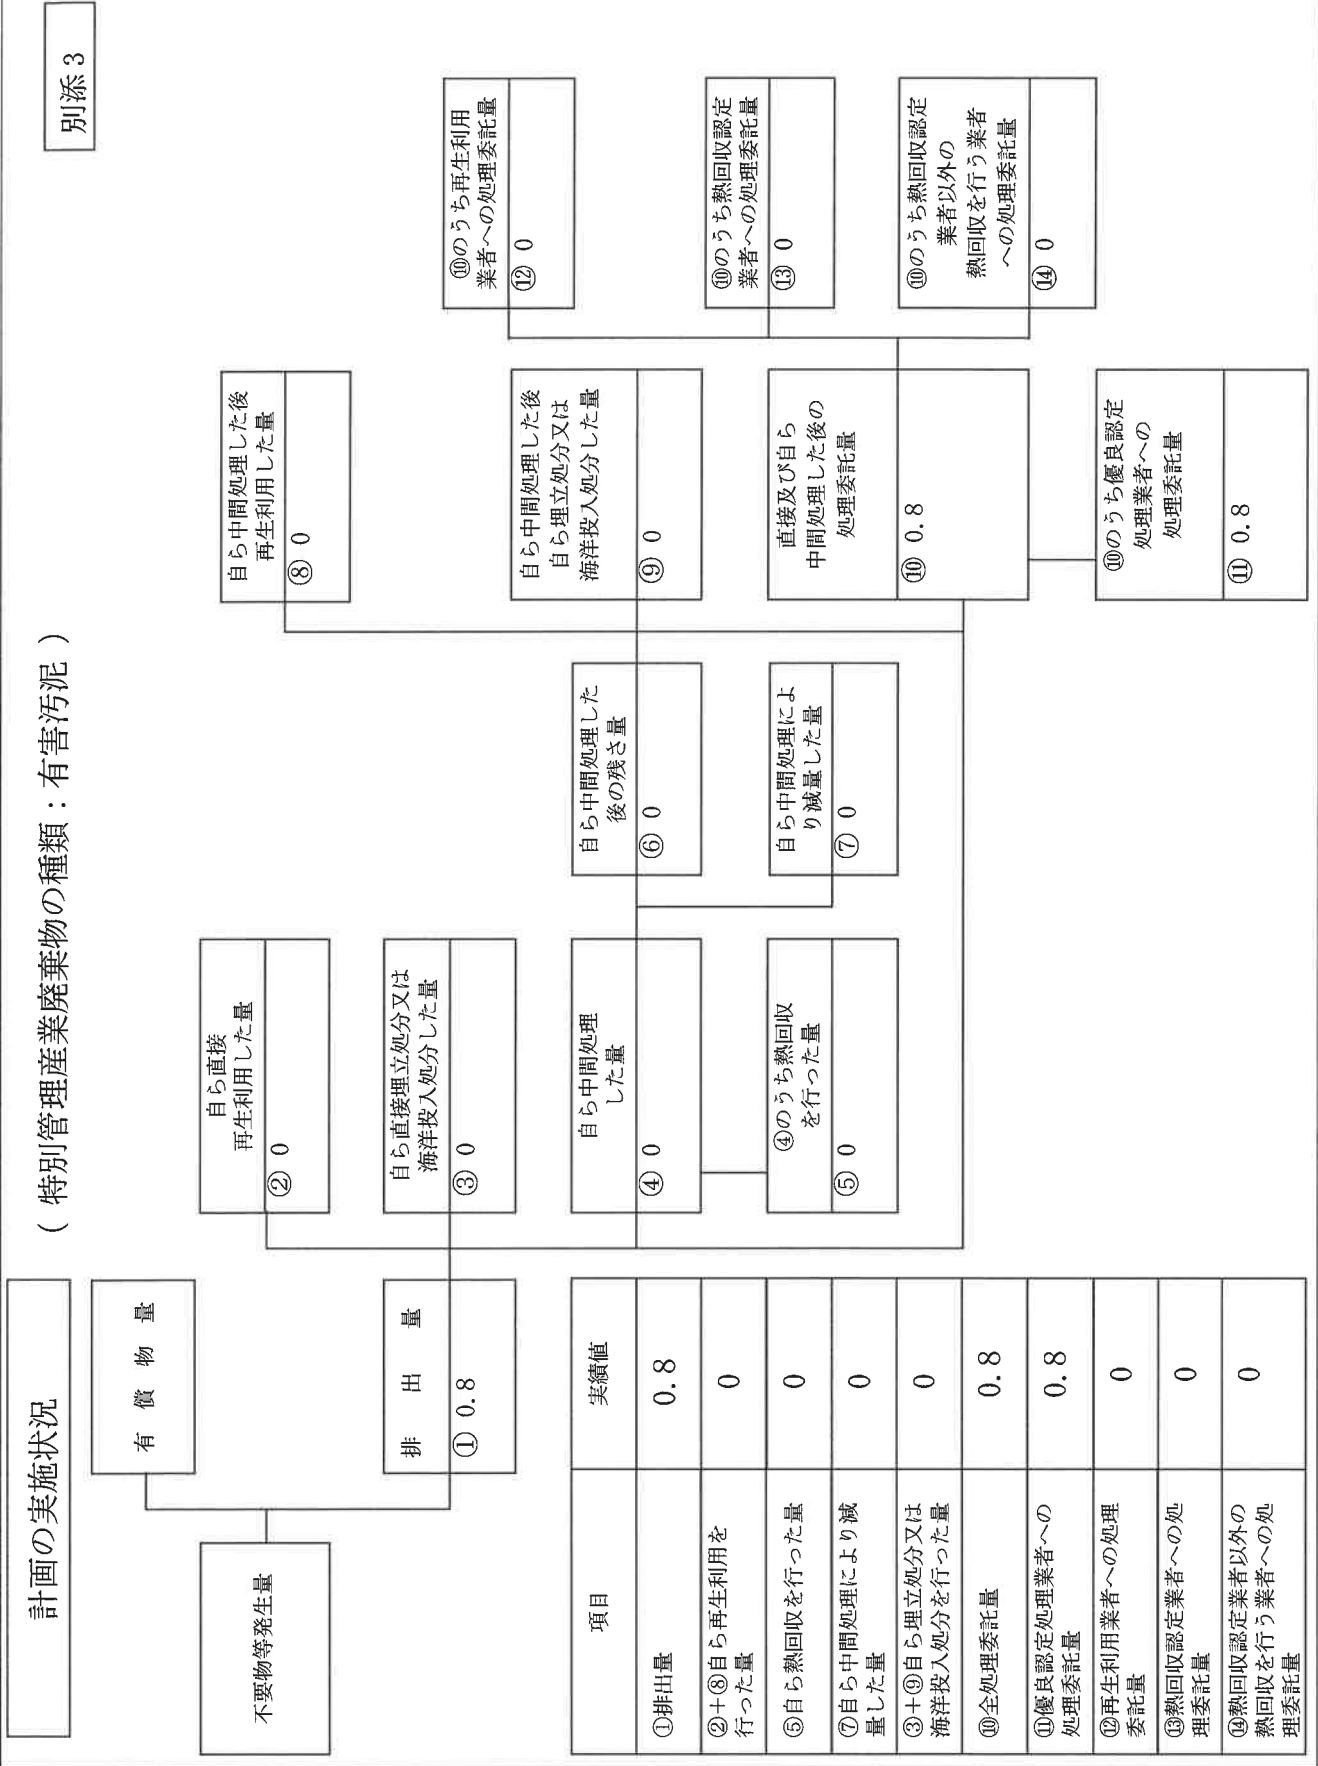 別添３
計画の実施状況
（ 特別管理産業廃棄物の種類：有害汚泥 ）
不要物等発生量
有償物量
排出量
① 0.8
自ら直接
再生利用した量
② 0
自ら直接埋立処分又は
海洋投入処分した量
③ 0
自ら中間処理
した量
④ 0
④のうち熱回収
を行った量
⑤ 0
自ら中間処理した
後の残さ量
⑥ 0
自ら中間処理によ
り減量した量
⑦ 0
自ら中間処理した後
再生利用した量
⑧ 0
自ら中間処理した後
自ら埋立処分又は
海洋投入処分した量
⑨ 0
直接及び自ら
中間処理した後の
処理委託量
⑩ 0.8
⑩のうち優良認定
処理業者への
処理委託量
⑪ 0.8
⑩のうち再生利用
業者への処理委託量
⑫ 0
⑩のうち熱回収認定
業者への処理委託量
⑬ 0
⑩のうち熱回収認定
業者以外の
熱回収を行う業者
への処理委託量
⑭ 0
項目 実績値
①排出量 0.8
②＋⑧自ら再生利用を
行った量 0
⑤自ら熱回収を行った量 0
⑦自ら中間処理により減
量した量 0
③＋⑨自ら埋立処分又は
海洋投入処分を行った量 0
⑩全処理委託量 0.8
⑪優良認定処理業者への
処理委託量 0.8
⑫再生利用業者への処理
委託量 0
⑬熱回収認定業者への処
理委託量 0
⑭熱回収認定業者以外の
熱回収を行う業者への処
理委託量 0